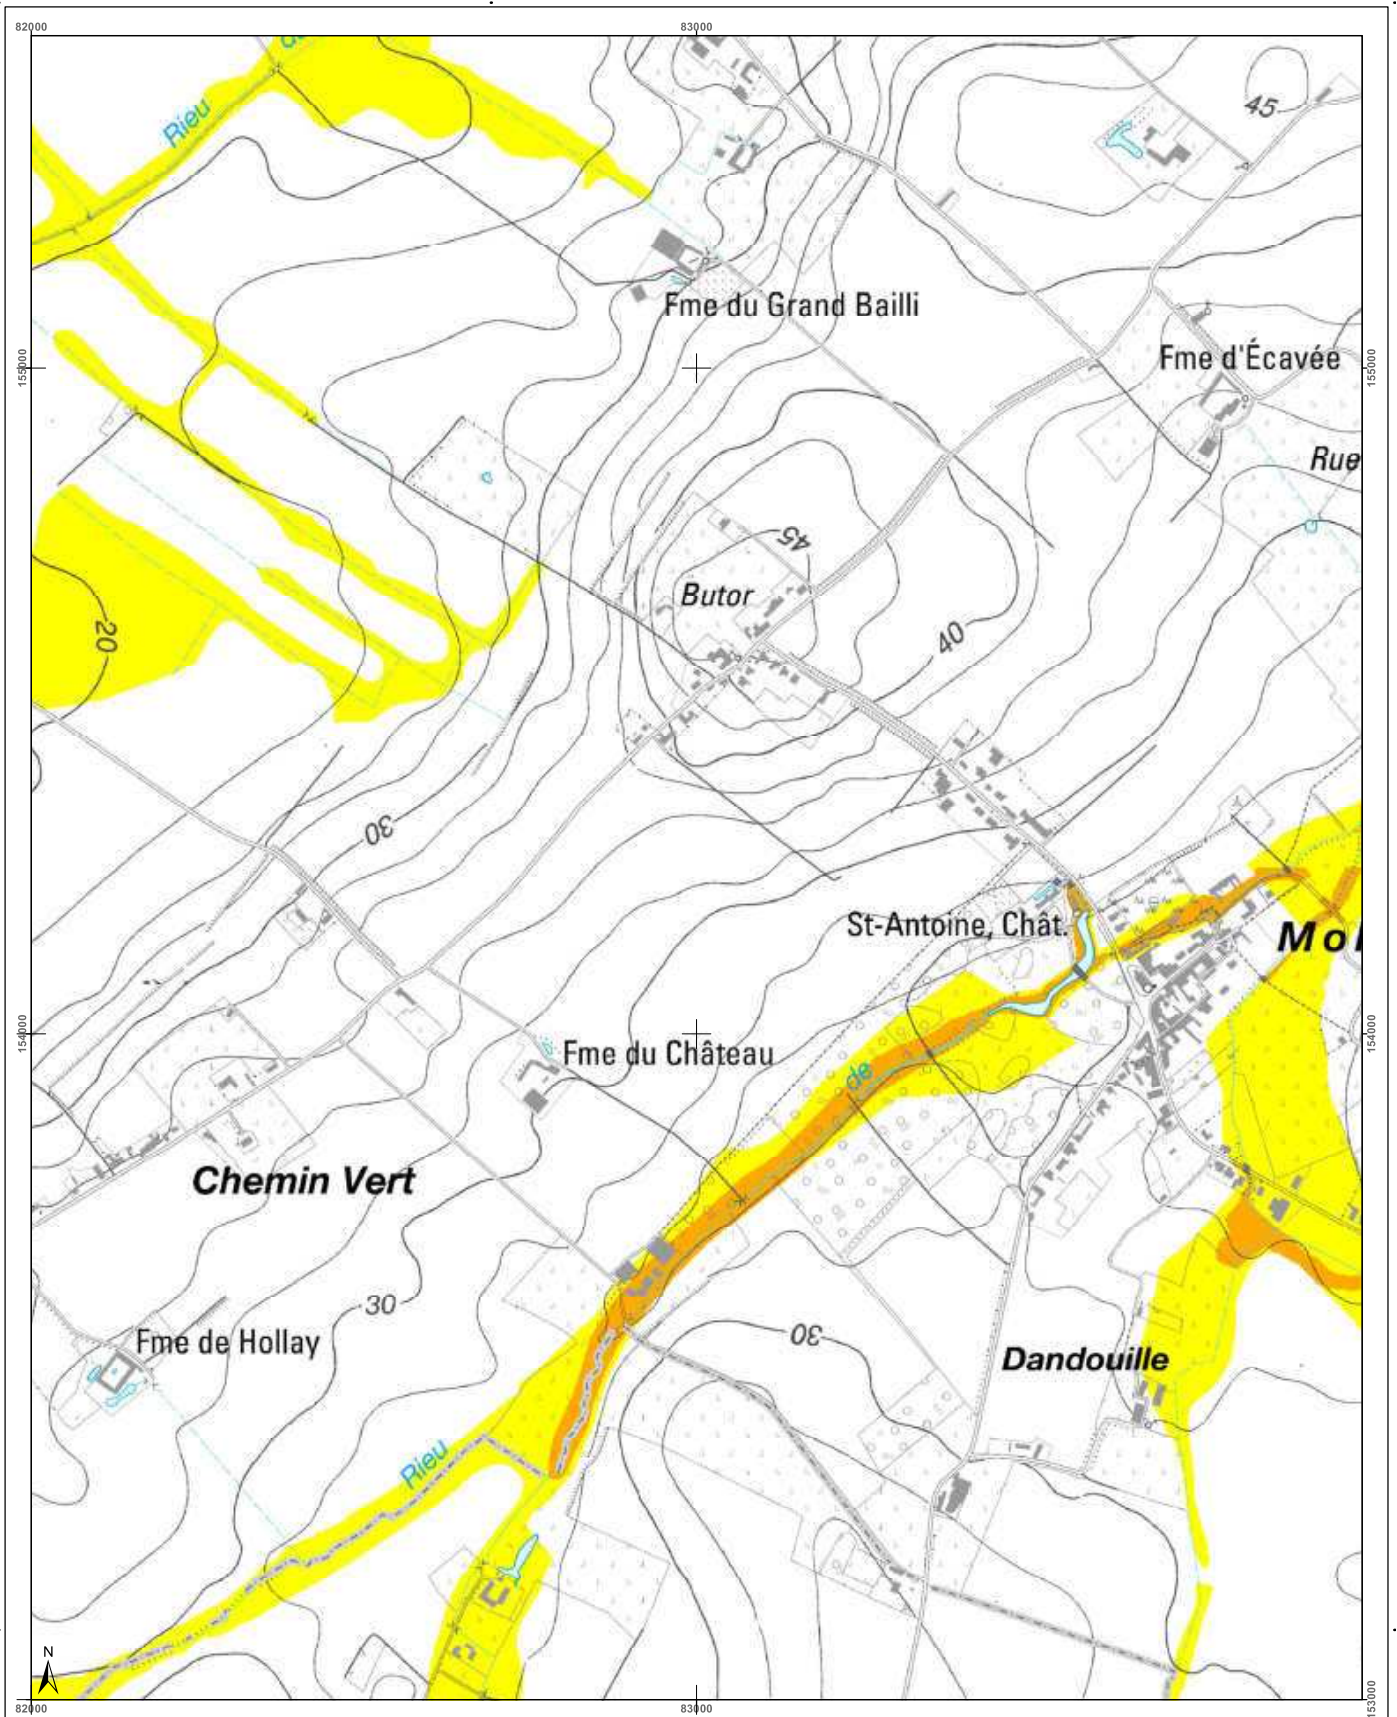 82000
83000
Rieu
45
Fme du Grand Bailli
155000
155000
Fme d'Écavée
Rue
45
Butor
20
40
30
St-Antoine, Chât.
Mol
154000
154000
Fme du Château
de
Chemin Vert
30
30
Fme de Hollay
Dandouille
Rieu
N
82000
83000
153000